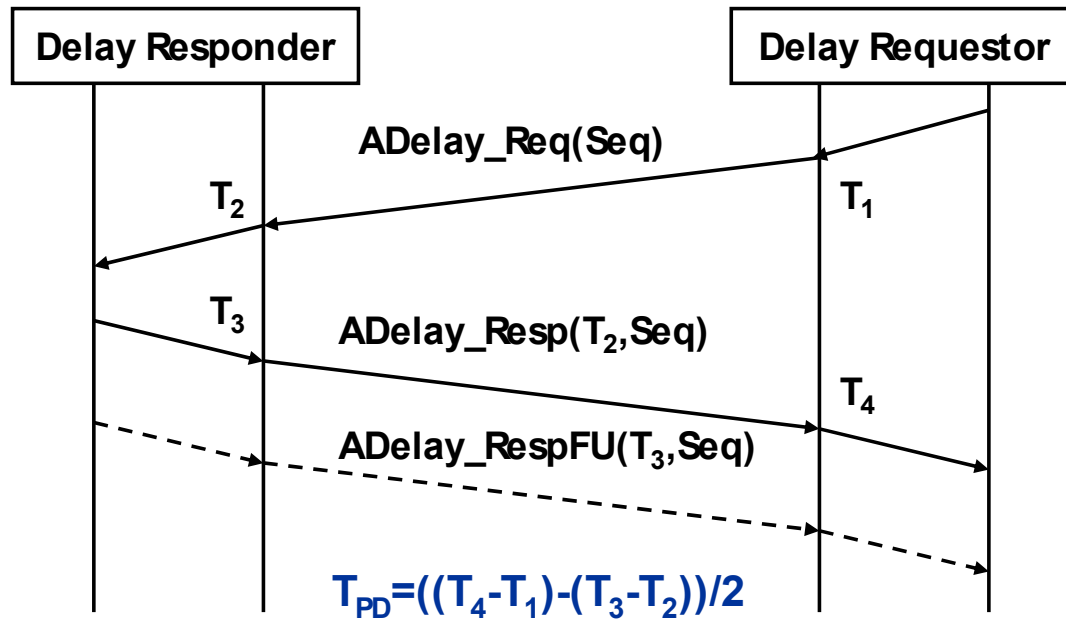 Delay Responder
Delay Requestor
ADelay_Req(Seq)
T₂
T₁
T₃
ADelay_Resp(T₂,Seq)
T₄
ADelay_RespFU(T₃,Seq)
T_PD=((T₄-T₁)-(T₃-T₂))/2